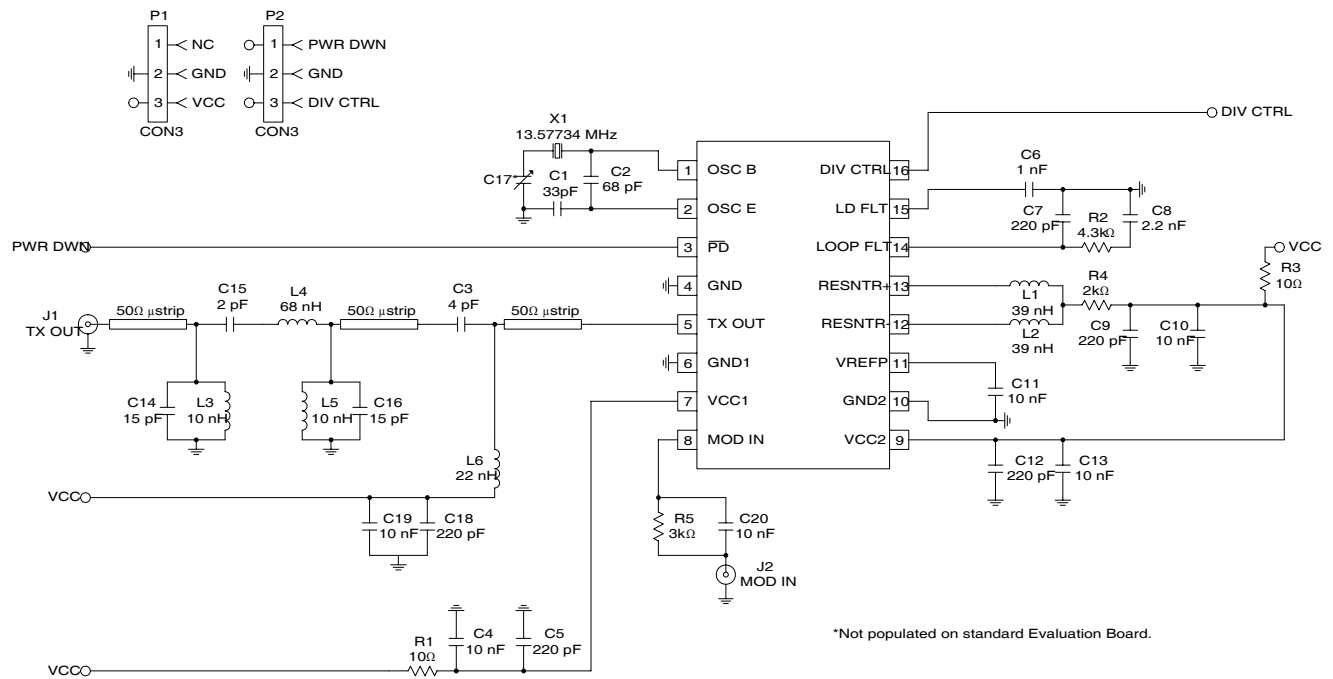 P1
P2
1
NC
2
GND
3
VCC
CON3
1
PWR DWN
2
GND
3
DIV CTRL
CON3
X1
13.57734 MHz
C17*
C1
33pF
C2
68 pF
DIV CTRL
1
OSC B
2
OSC E
3
PD
4
GND
5
TX OUT
6
GND1
7
VCC1
8
MOD IN
DIV CTRL
16
LD FLT
15
LOOP FLT
14
RESNTR+
13
RESNTR-
12
VREFP
11
GND2
10
VCC2
9
C6
1 nF
C7
220 pF
R2
4.3kΩ
C8
2.2 nF
VCC
R3
10Ω
L1
39 nH
L2
39 nH
R4
2kΩ
C9
220 pF
C10
10 nF
C11
10 nF
C12
220 pF
C13
10 nF
PWR DWN
J1
TX OUT
50Ω µstrip
C15
2 pF
L4
68 nH
50Ω µstrip
C3
4 pF
50Ω µstrip
C14
15 pF
L3
10 nH
L5
10 nH
C16
15 pF
L6
22 nH
VCC
C19
10 nF
C18
220 pF
R5
3kΩ
C20
10 nF
J2
MOD IN
VCC
R1
10Ω
C4
10 nF
C5
220 pF
*Not populated on standard Evaluation Board.